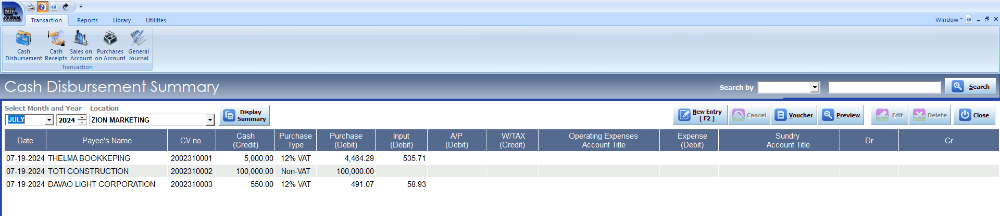 easy
JOURNAL
ACCOUNTING SYSTEM
Transaction Reports Library Utilities Window
Cash Disbursement
Cash Receipts
Sales on Account
Purchases on Account
General Journal
Transaction
Cash Disbursement Summary
Search by Search
Select Month and Year Location
JULY 2024 ZION MARKETING
Display Summary
New Entry [ F2 ]
Cancel Voucher Preview Edit Delete Close
Date Payee's Name CV no. Cash (Credit) Purchase Type Purchase (Debit) Input (Debit) A/P (Debit) W/TAX (Credit) Operating Expenses Account Title Expense (Debit) Sundry Account Title Dr Cr
07-19-2024 THELMA BOOKKEPING 2002310001 5,000.00 12% VAT 4,464.29 535.71
07-19-2024 TOTI CONSTRUCTION 2002310002 100,000.00 Non-VAT 100,000.00
07-19-2024 DAVAO LIGHT CORPORATION 2002310003 550.00 12% VAT 491.07 58.93